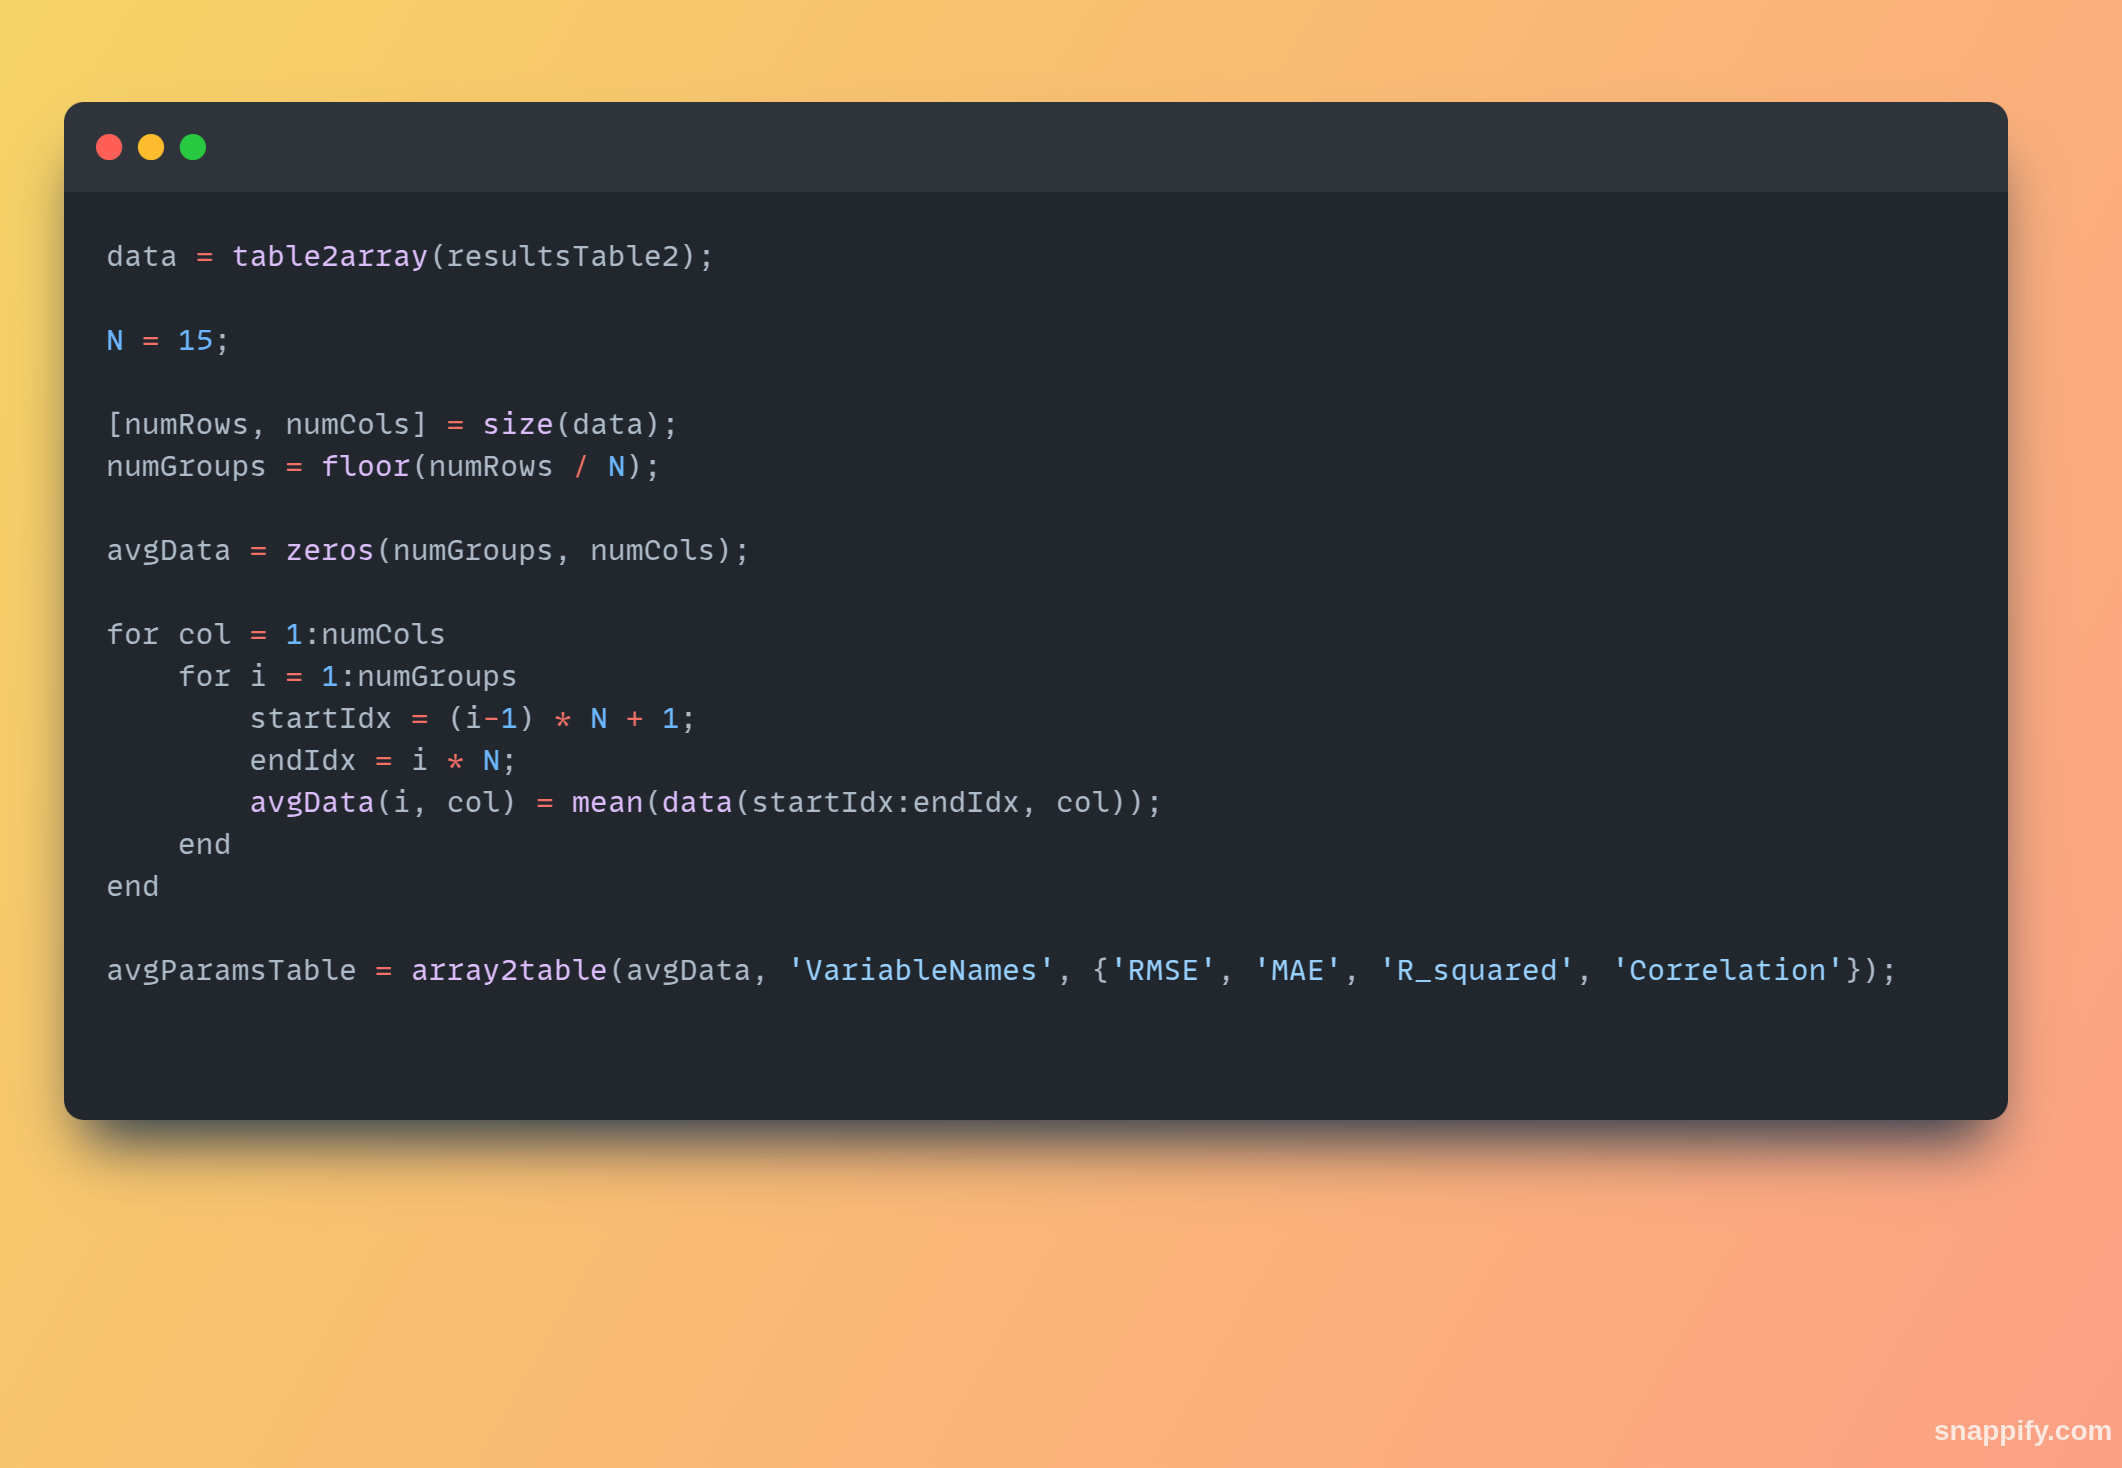 data = table2array(resultsTable2);
N = 15;
[numRows, numCols] = size(data);
numGroups = floor(numRows / N);
avgData = zeros(numGroups, numCols);
for col = 1:numCols
    for i = 1:numGroups
        startIdx = (i-1) * N + 1;
        endIdx = i * N;
        avgData(i, col) = mean(data(startIdx:endIdx, col));
    end
end
avgParamsTable = array2table(avgData, 'VariableNames', {'RMSE', 'MAE', 'R_squared', 'Correlation'});
snappify.com